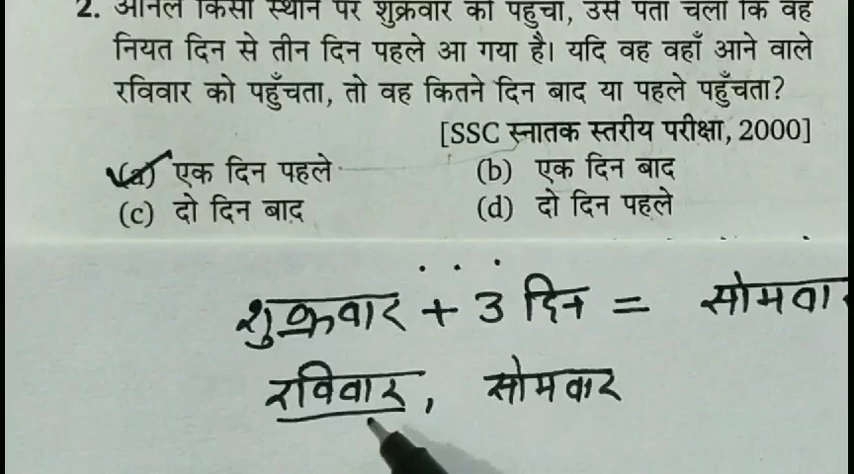 2. अनिल किसी स्थान पर शुक्रवार को पहुँचा, उसे पता चला कि वह
नियत दिन से तीन दिन पहले आ गया है। यदि वह वहाँ आने वाले
रविवार को पहुँचता, तो वह कितने दिन बाद या पहले पहुँचता?
[SSC स्नातक स्तरीय परीक्षा, 2000]
(a) एक दिन पहले (b) एक दिन बाद
(c) दो दिन बाद (d) दो दिन पहले
शुक्रवार + 3 दिन = सोमवार
रविवार, सोमवार